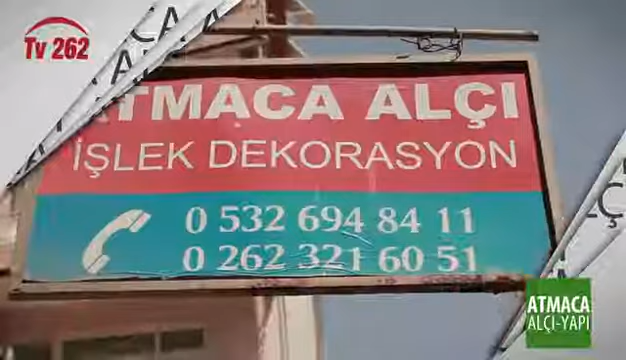 Tv 262
ATMACA ALÇI
İŞLEK DEKORASYON
0 532 694 84 11
0 262 321 60 51
ATMACA
ALÇI-YAPI